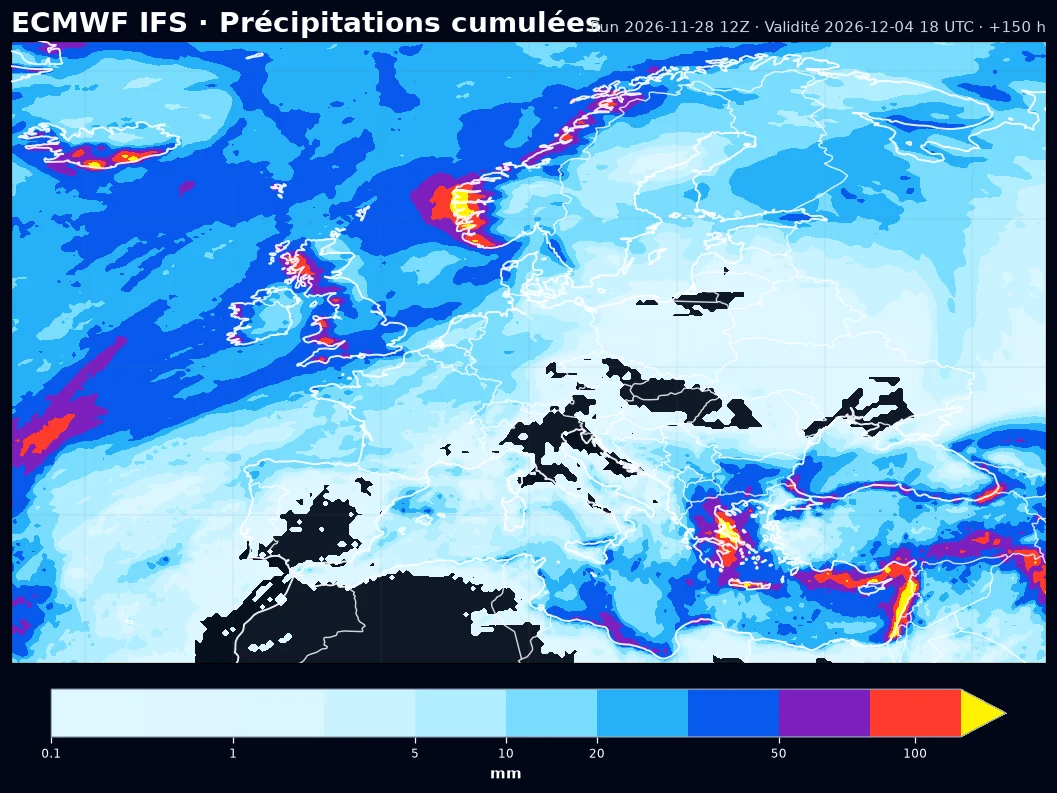 ECMWF IFS · Précipitations cumulées
Run 2026-11-28 12Z · Validité 2026-12-04 18 UTC · +150 h
0.1 1 5 10 20 50 100
mm